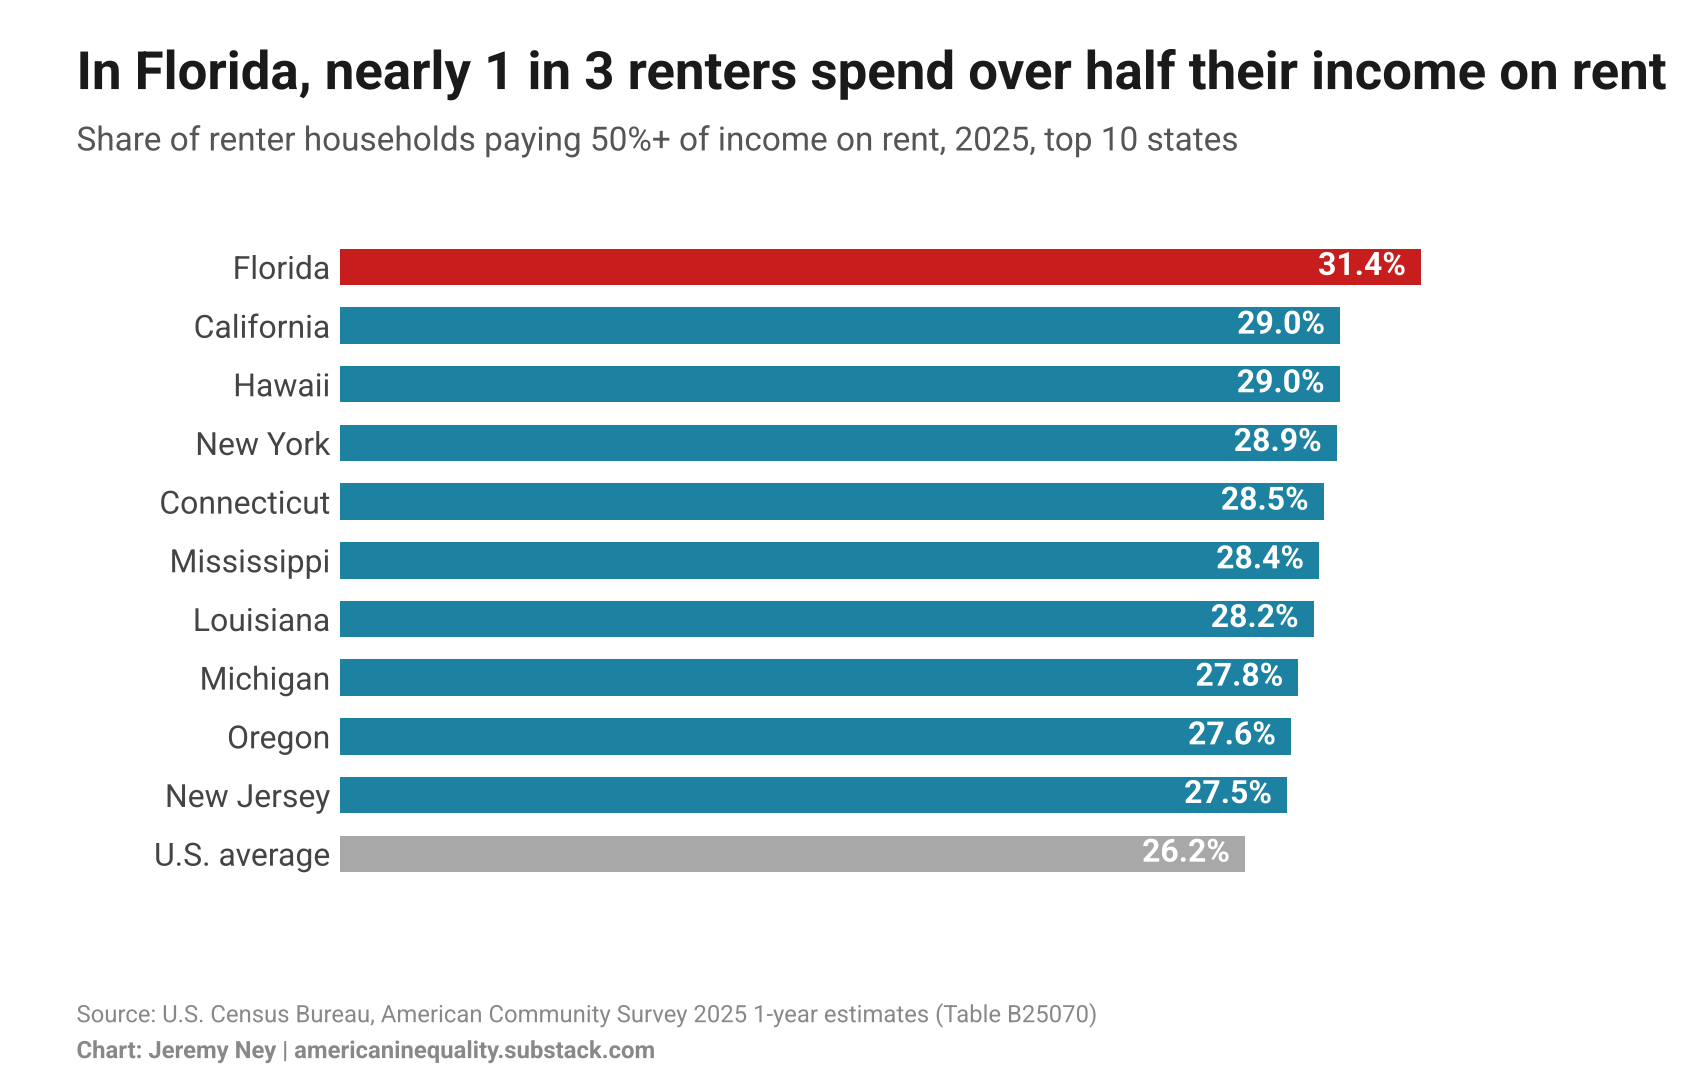 In Florida, nearly 1 in 3 renters spend over half their income on rent
Share of renter households paying 50%+ of income on rent, 2025, top 10 states
Florida 31.4%
California 29.0%
Hawaii 29.0%
New York 28.9%
Connecticut 28.5%
Mississippi 28.4%
Louisiana 28.2%
Michigan 27.8%
Oregon 27.6%
New Jersey 27.5%
U.S. average 26.2%
Source: U.S. Census Bureau, American Community Survey 2025 1-year estimates (Table B25070)
Chart: Jeremy Ney | americaninequality.substack.com